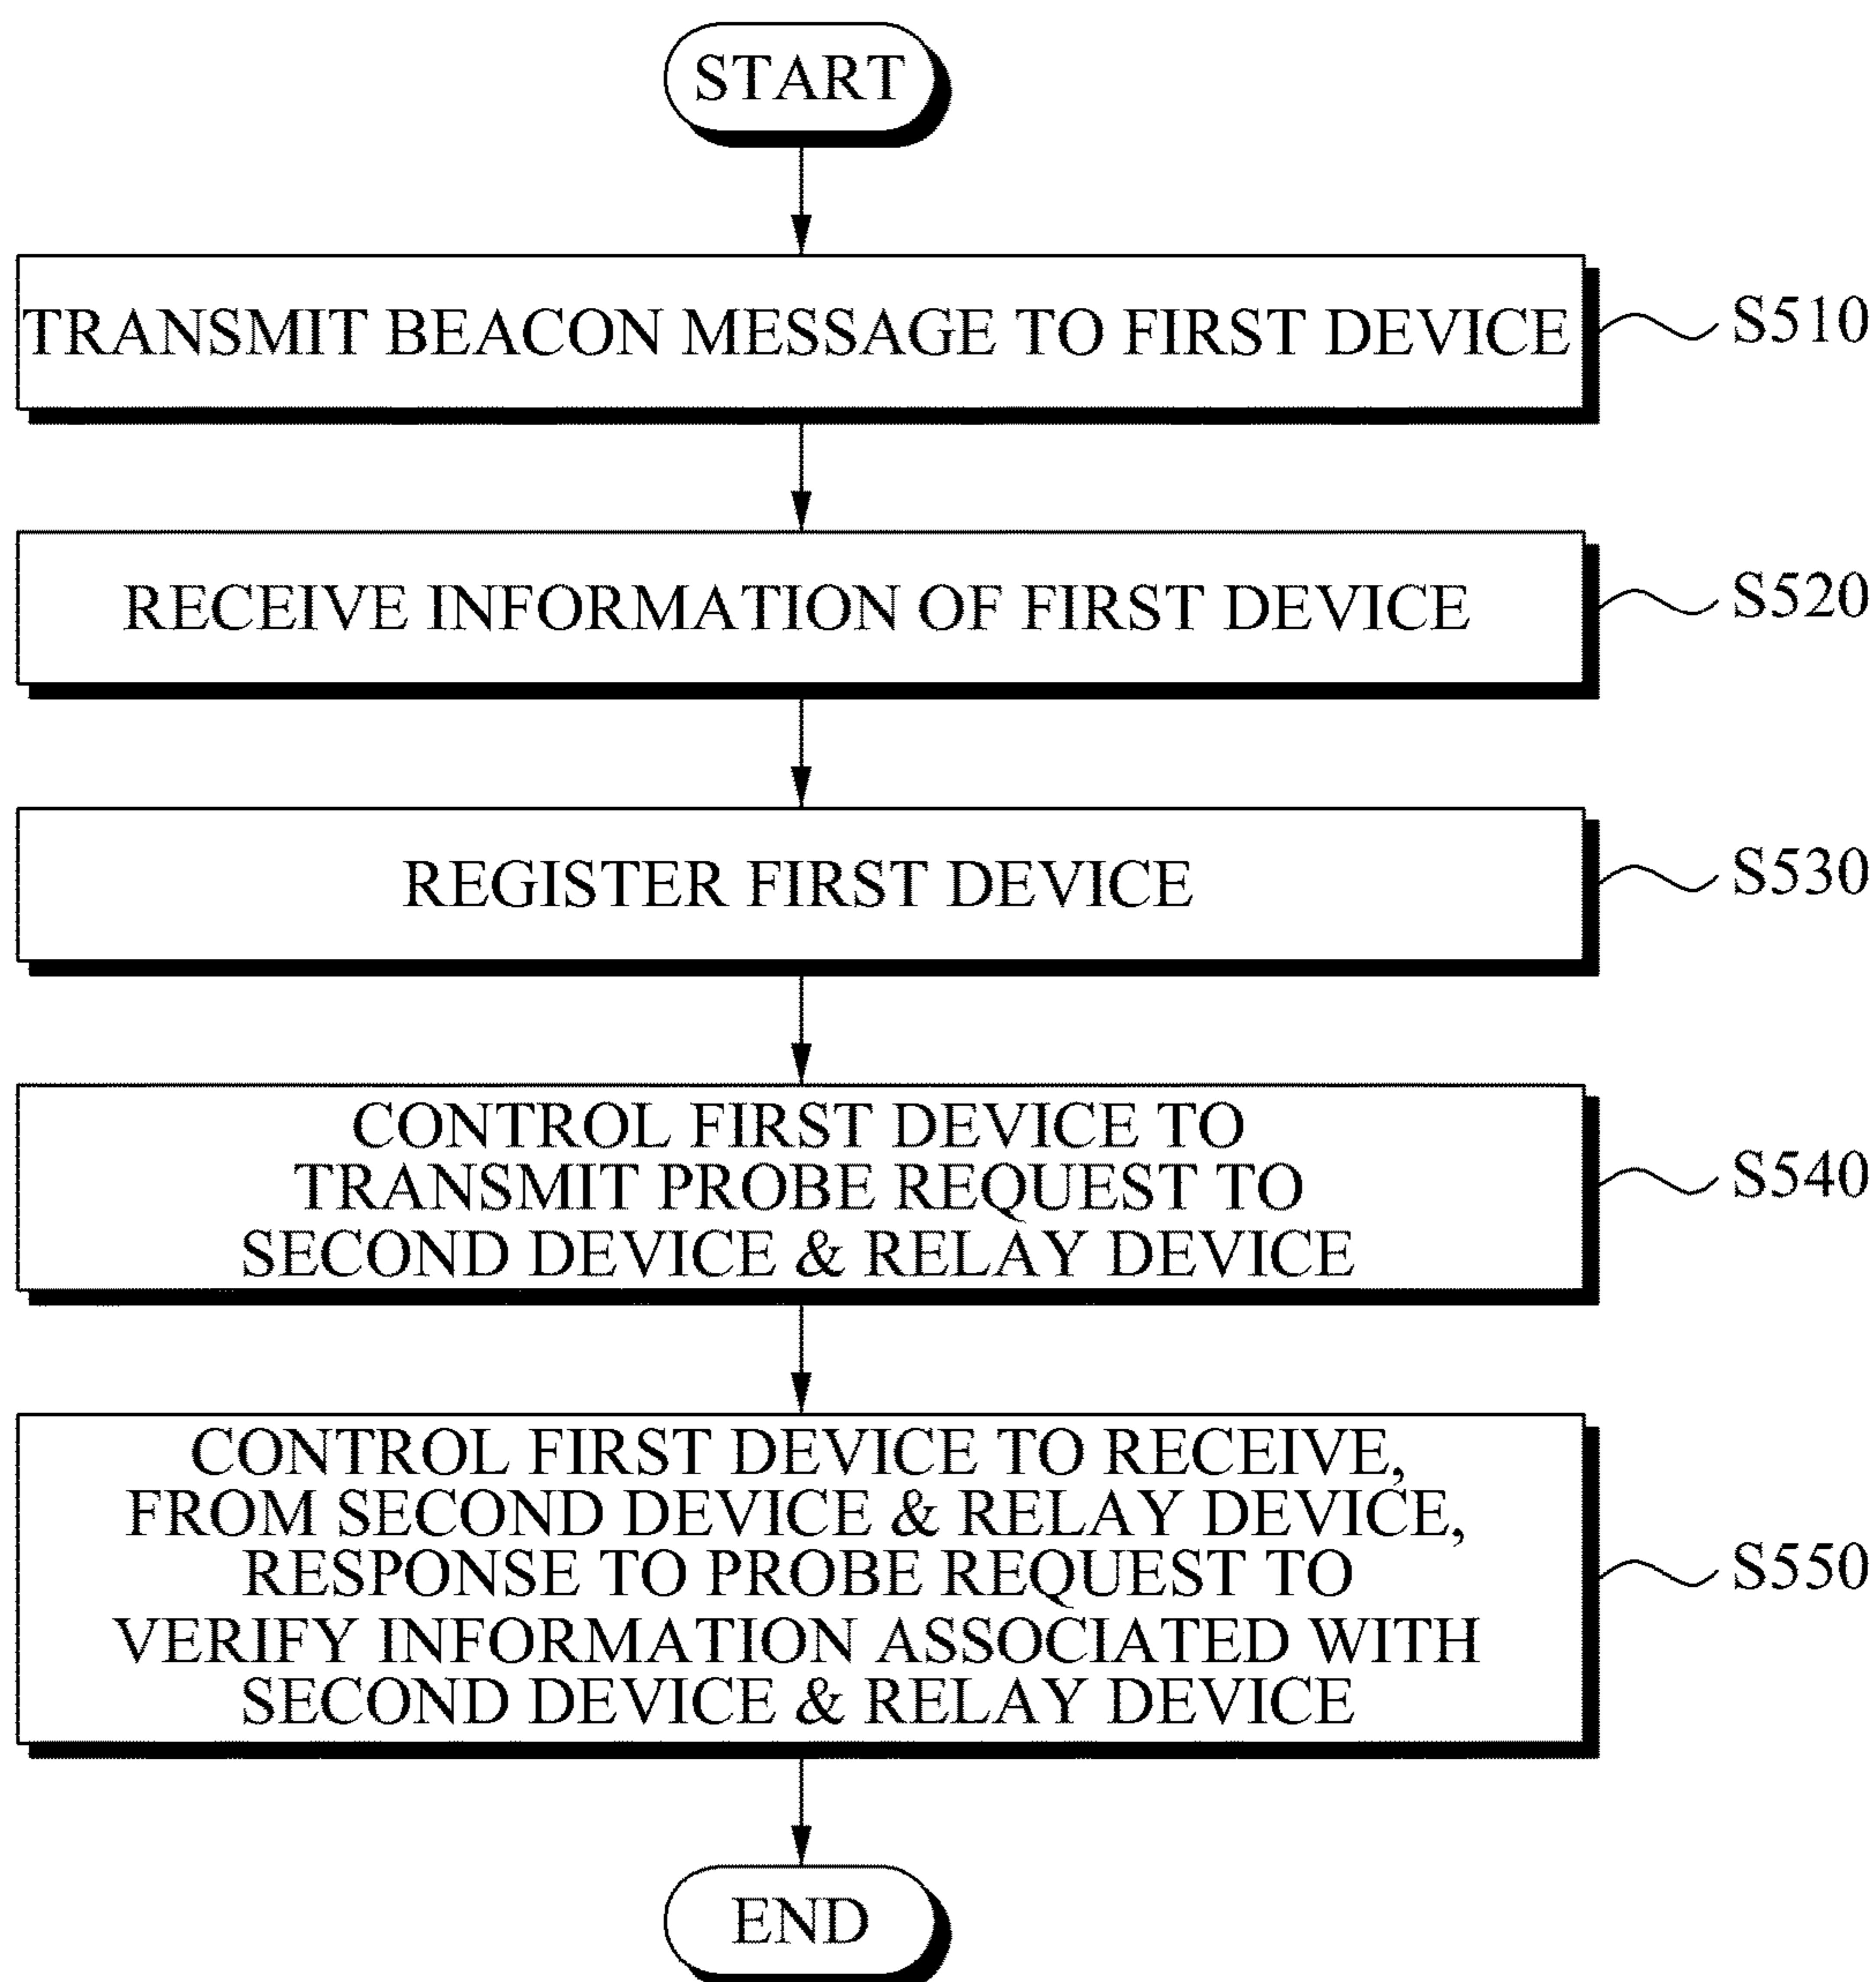 START
TRANSMIT BEACON MESSAGE TO FIRST DEVICE
S510
RECEIVE INFORMATION OF FIRST DEVICE
S520
REGISTER FIRST DEVICE
S530
CONTROL FIRST DEVICE TO
TRANSMIT PROBE REQUEST TO
SECOND DEVICE & RELAY DEVICE
S540
CONTROL FIRST DEVICE TO RECEIVE,
FROM SECOND DEVICE & RELAY DEVICE,
RESPONSE TO PROBE REQUEST TO
VERIFY INFORMATION ASSOCIATED WITH
SECOND DEVICE & RELAY DEVICE
S550
END